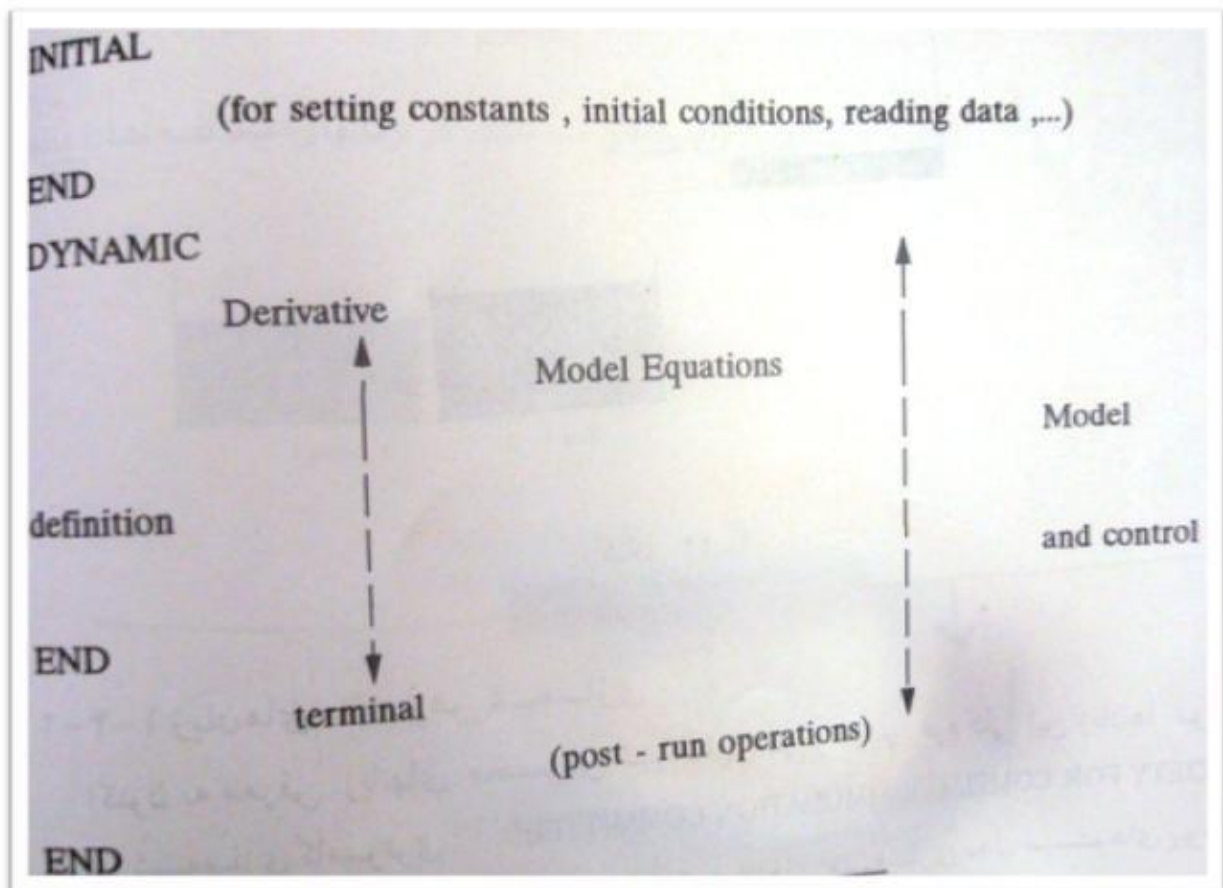 INITIAL
(for setting constants , initial conditions, reading data ,...)
END
DYNAMIC
Derivative
Model Equations
Model
definition
and control
END
terminal
(post - run operations)
END